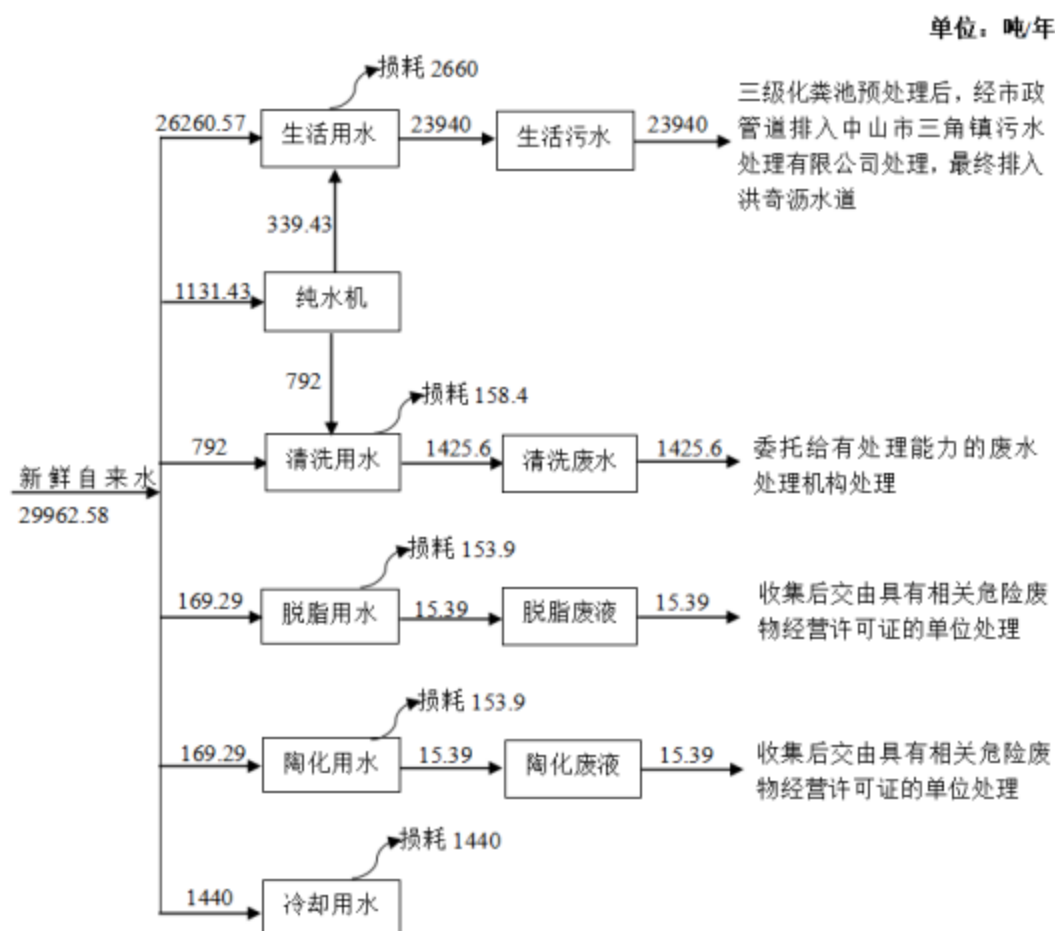 单位：吨/年
损耗 2660
26260.57
生活用水
23940
生活污水
23940
三级化粪池预处理后，经市政
管道排入中山市三角镇污水
处理有限公司处理，最终排入
洪奇沥水道
339.43
1131.43
纯水机
792
损耗 158.4
792
清洗用水
1425.6
清洗废水
1425.6
委托给有处理能力的废水
处理机构处理
新鲜自来水
29962.58
损耗 153.9
169.29
脱脂用水
15.39
脱脂废液
15.39
收集后交由具有相关危险废
物经营许可证的单位处理
损耗 153.9
169.29
陶化用水
15.39
陶化废液
15.39
收集后交由具有相关危险废
物经营许可证的单位处理
损耗 1440
1440
冷却用水